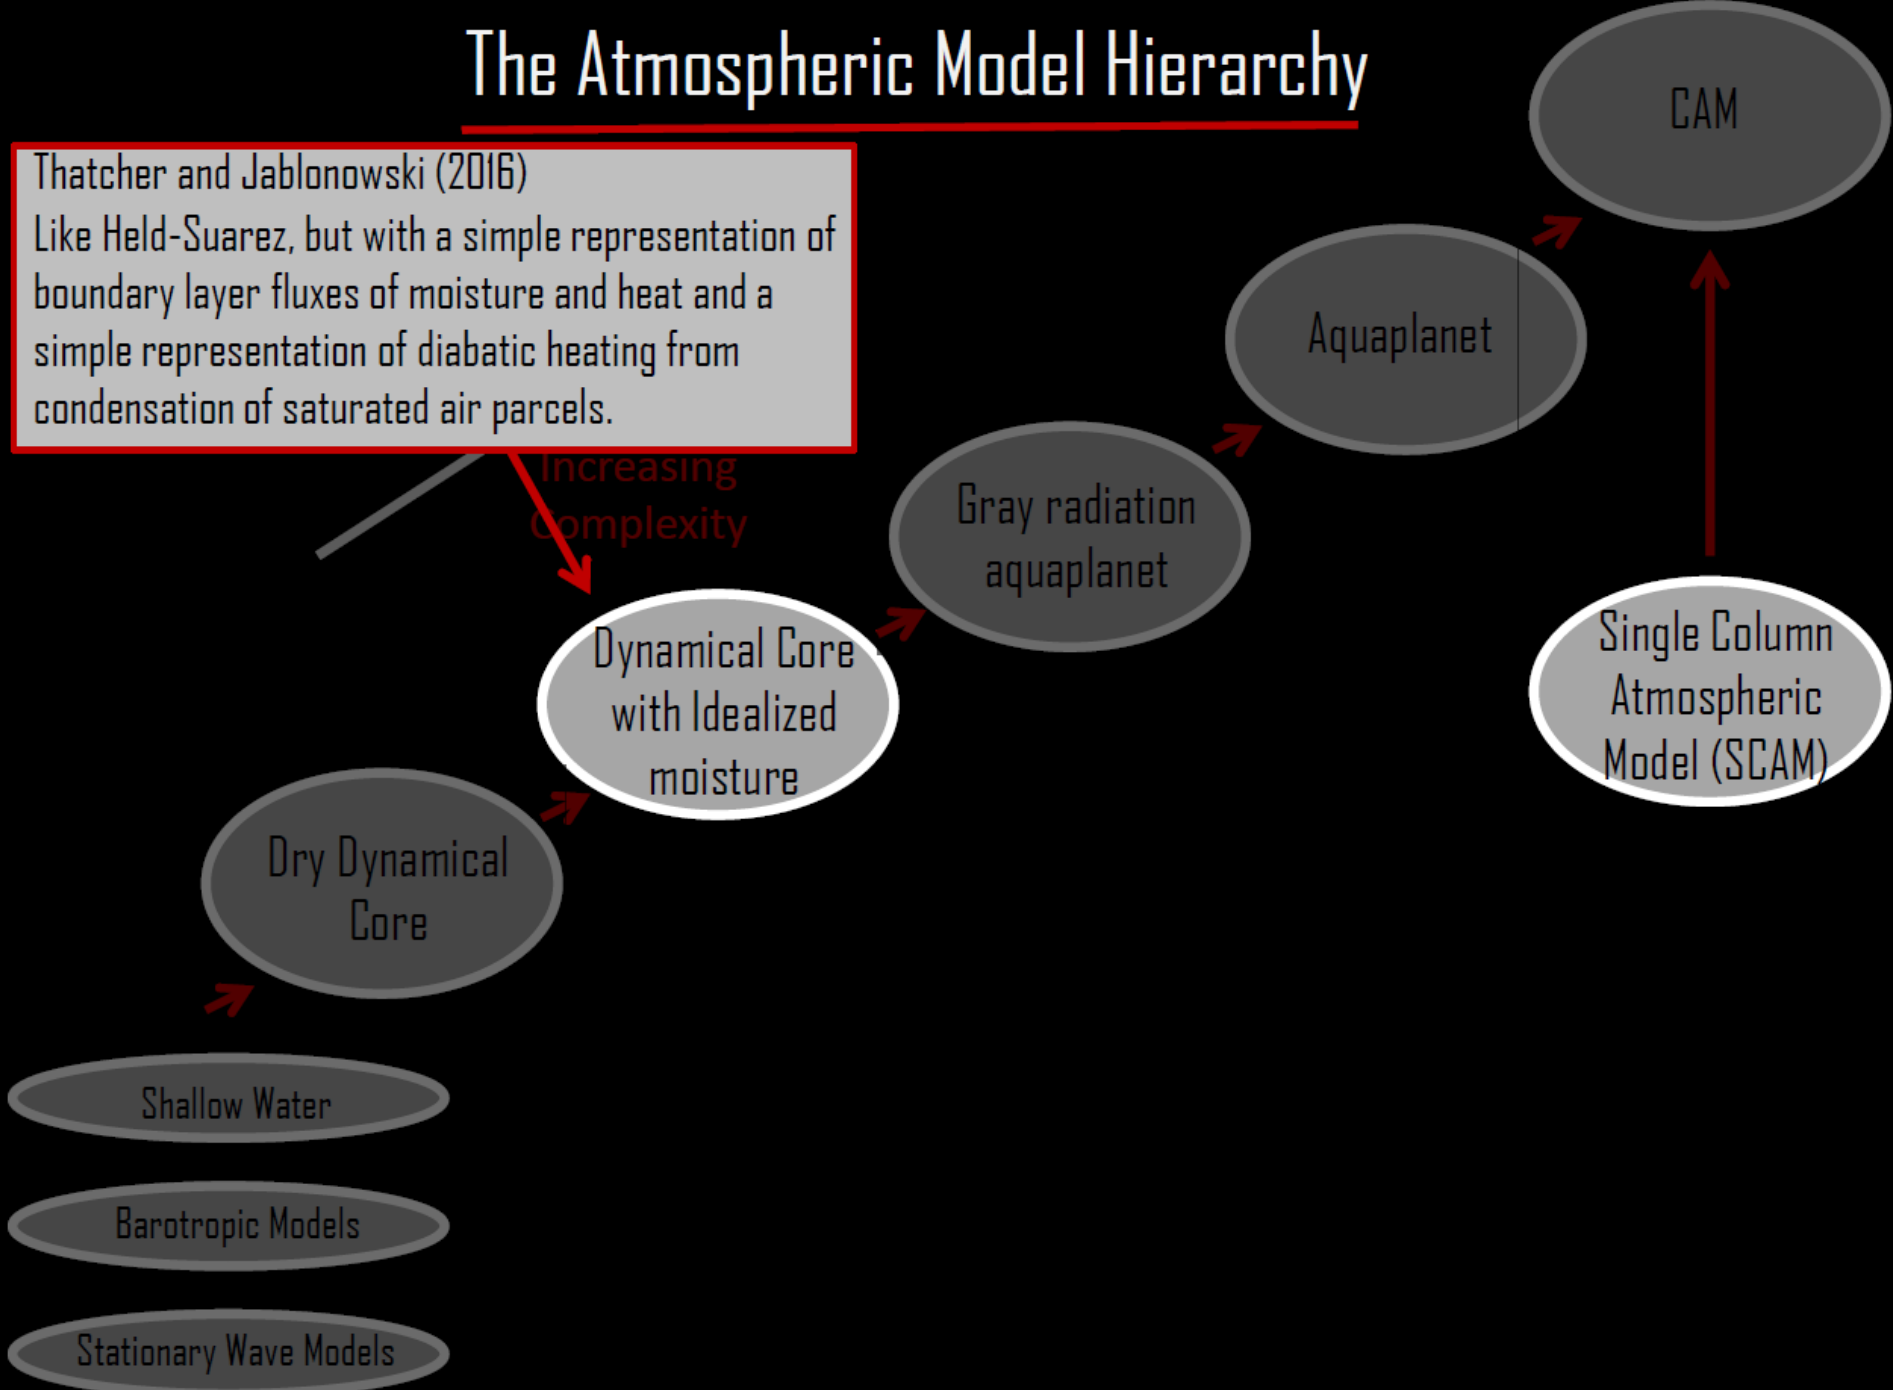 The Atmospheric Model Hierarchy
CAM
Thatcher and Jablonowski (2016)
Like Held-Suarez, but with a simple representation of
boundary layer fluxes of moisture and heat and a
simple representation of diabatic heating from
condensation of saturated air parcels.
Aquaplanet
Increasing
Complexity
Gray radiation
aquaplanet
Dynamical Core
with Idealized
moisture
Single Column
Atmospheric
Model (SCAM)
Dry Dynamical
Core
Shallow Water
Barotropic Models
Stationary Wave Models